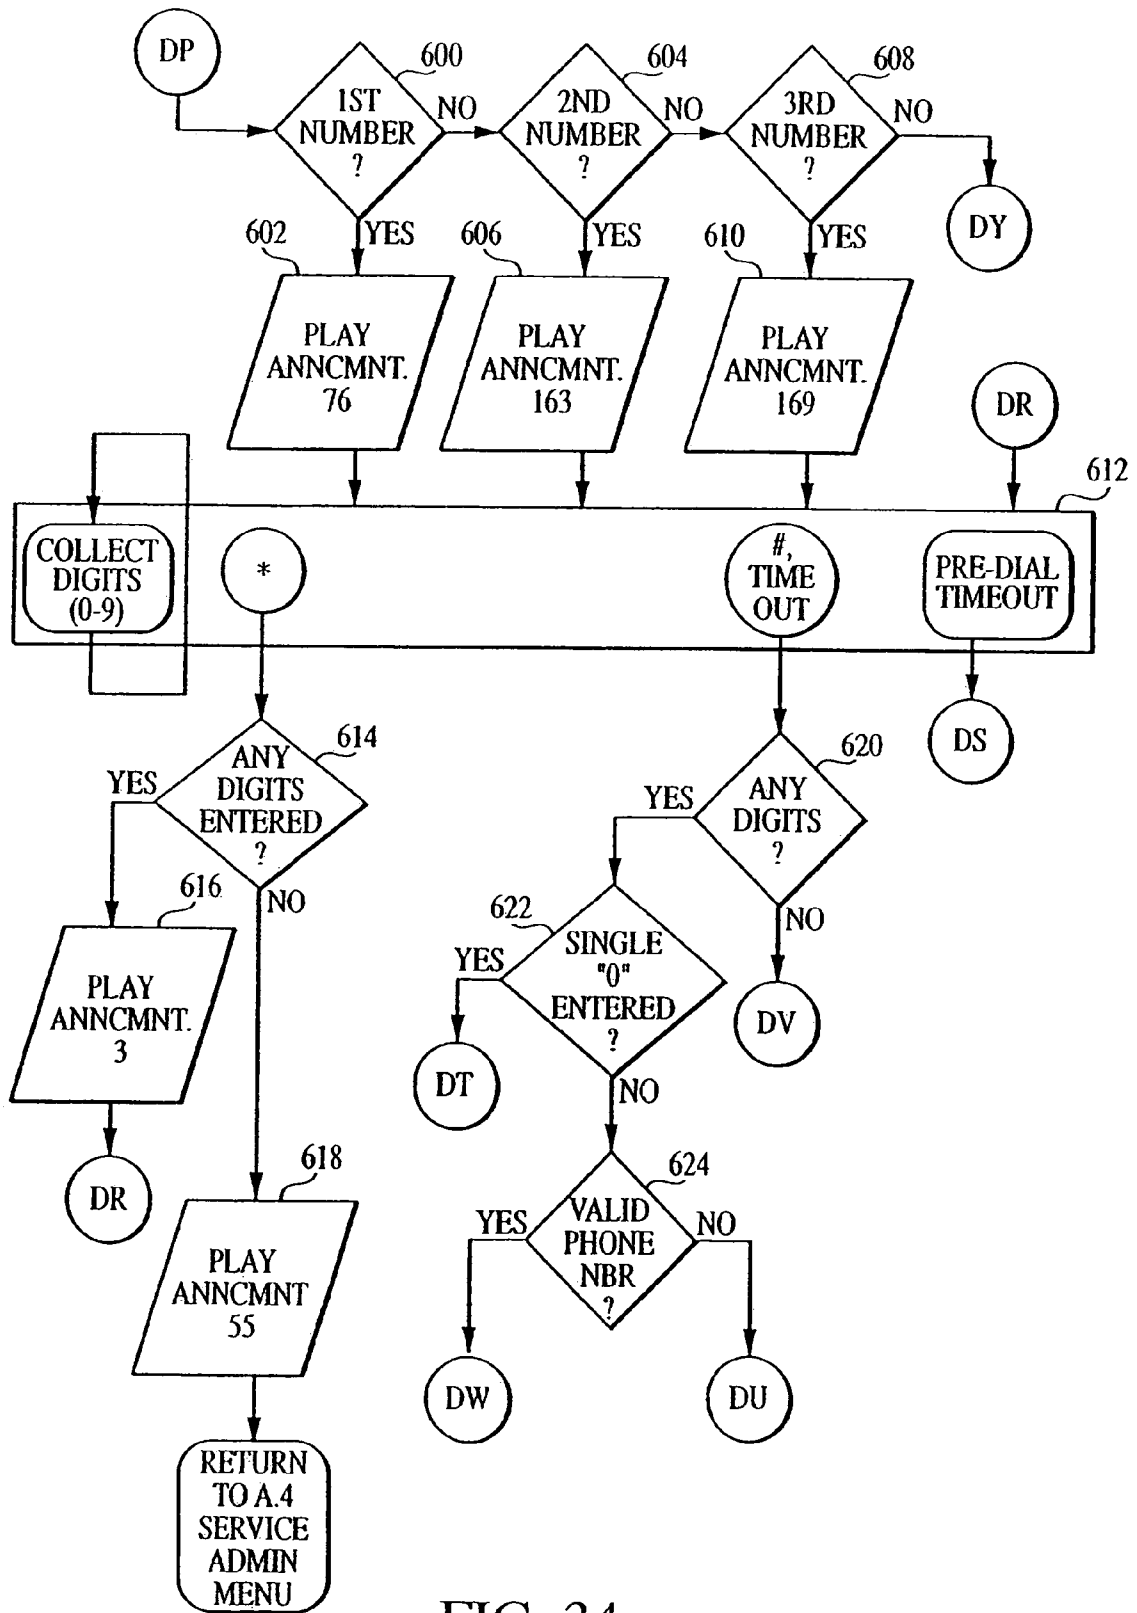 DP
600
1ST
NUMBER
?
NO
604
2ND
NUMBER
?
NO
608
3RD
NUMBER
?
NO
DY
YES
YES
YES
602
PLAY
ANNCMNT.
76
606
PLAY
ANNCMNT.
163
610
PLAY
ANNCMNT.
169
DR
612
COLLECT
DIGITS
(0-9)
*
#,
TIME
OUT
PRE-DIAL
TIMEOUT
DS
614
ANY
DIGITS
ENTERED
?
YES
NO
620
ANY
DIGITS
?
YES
NO
DV
616
PLAY
ANNCMNT.
3
DR
622
SINGLE
"0"
ENTERED
?
YES
NO
DT
618
PLAY
ANNCMNT
55
RETURN
TO A.4
SERVICE
ADMIN
MENU
624
VALID
PHONE
NBR
?
YES
NO
DW
DU